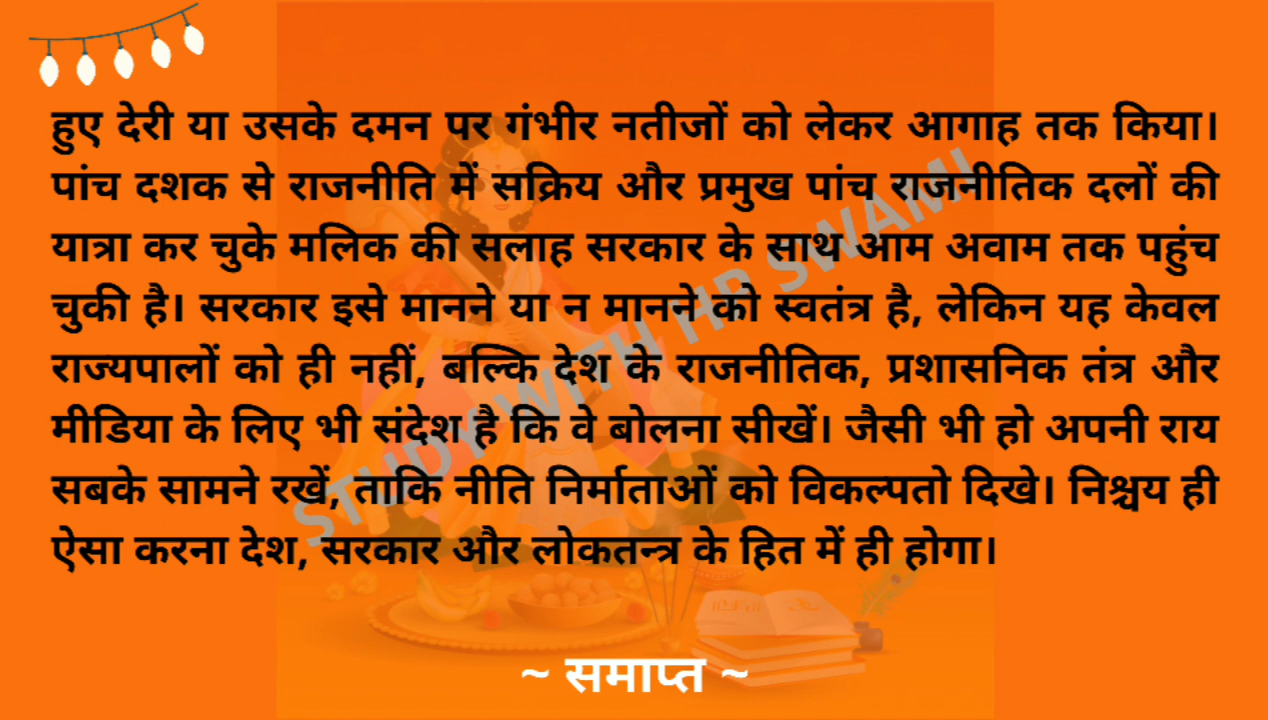 हुए देरी या उसके दमन पर गंभीर नतीजों को लेकर आगाह तक किया।
पांच दशक से राजनीति में सक्रिय और प्रमुख पांच राजनीतिक दलों की
यात्रा कर चुके मलिक की सलाह सरकार के साथ आम अवाम तक पहुंच
चुकी है। सरकार इसे मानने या न मानने को स्वतंत्र है, लेकिन यह केवल
राज्यपालों को ही नहीं, बल्कि देश के राजनीतिक, प्रशासनिक तंत्र और
मीडिया के लिए भी संदेश है कि वे बोलना सीखें। जैसी भी हो अपनी राय
सबके सामने रखें, ताकि नीति निर्माताओं को विकल्पतो दिखे। निश्चय ही
ऐसा करना देश, सरकार और लोकतन्त्र के हित में ही होगा।
~ समाप्त ~
STUDY WITH HP SWAMI